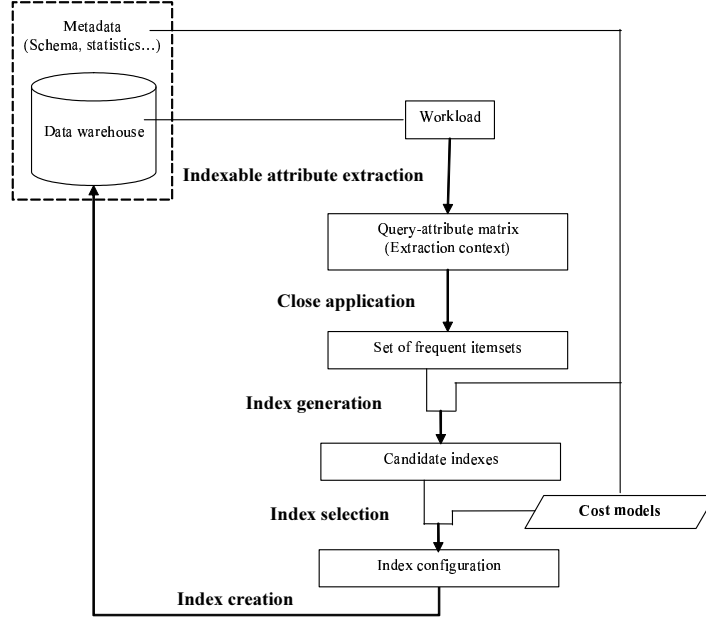 Metadata
(Schema, statistics…)
Data warehouse
Workload
Indexable attribute extraction
Query-attribute matrix
(Extraction context)
Close application
Set of frequent itemsets
Index generation
Candidate indexes
Index selection
Cost models
Index configuration
Index creation